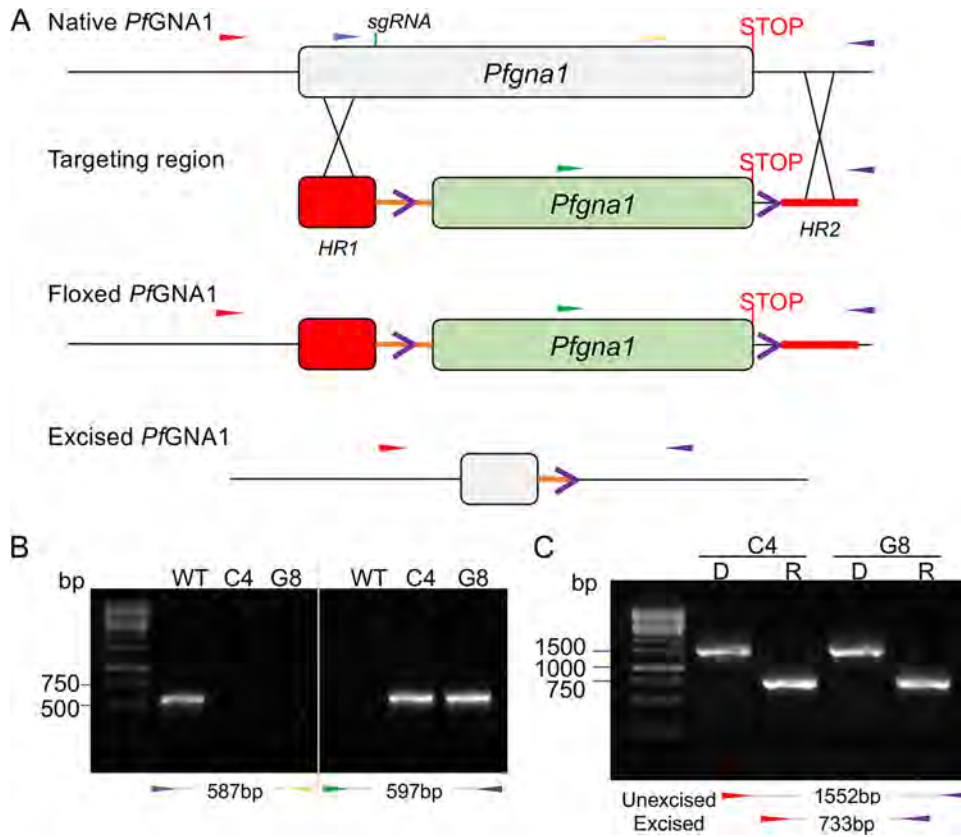 A
Native PfGNA1
sgRNA
STOP
Pfgna1
Targeting region
STOP
Pfgna1
HR1
HR2
Floxed PfGNA1
STOP
Pfgna1
Excised PfGNA1
B
bp
WT C4 G8
WT C4 G8
750
500
587bp
597bp
C
C4 G8
bp
D R D R
1500
1000
750
Unexcised 1552bp
Excised 733bp